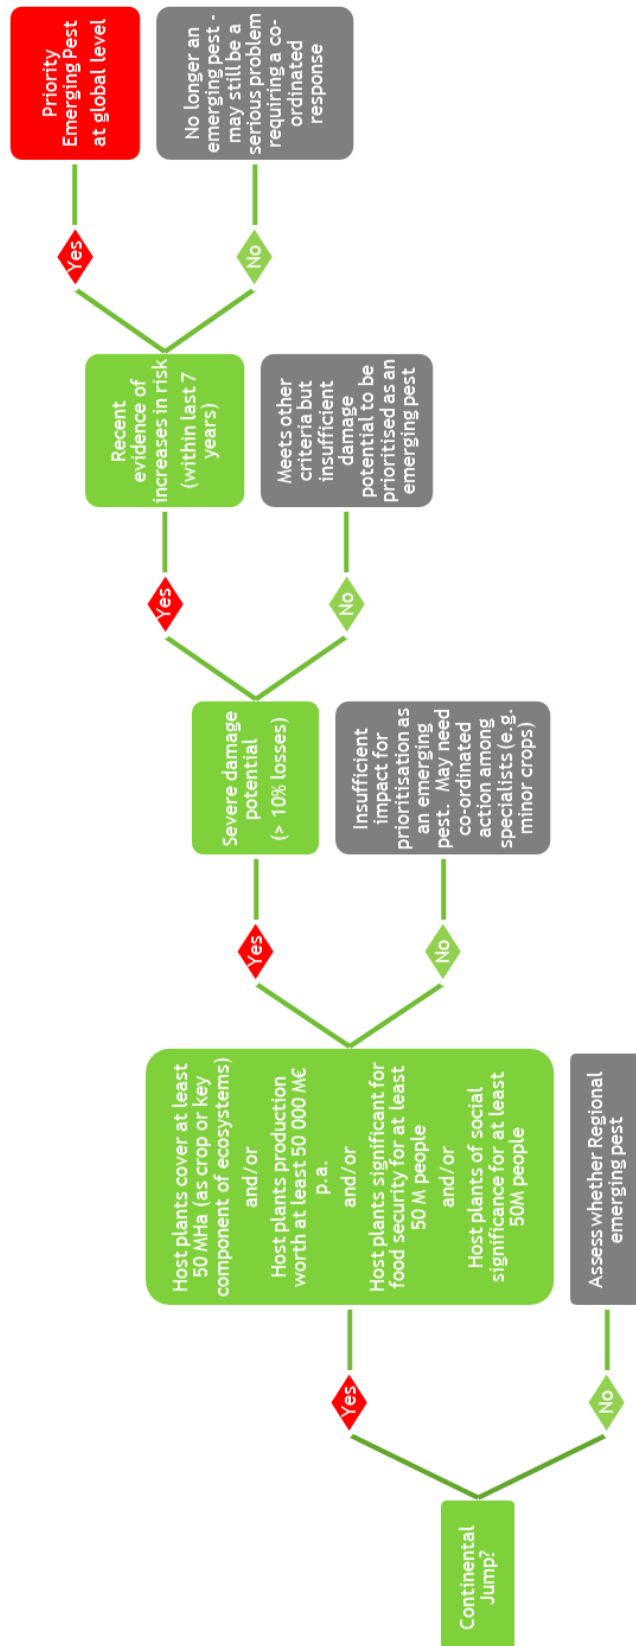 Continental
Jump?
Yes
No
Host plants cover at least
50 MHa (as crop or key
component of ecosystems)
and/or
Host plants production
worth at least 50 000 M€
p.a.
and/or
Host plants significant for
food security for at least
50 M people
and/or
Host plants of social
significance for at least
50M people
Assess whether Regional
emerging pest
Yes
No
Severe damage
potential
(> 10% losses)
Insufficient
impact for
prioritisation as
an emerging
pest. May need
co-ordinated
action among
specialists (e.g.
minor crops)
Yes
No
Recent
evidence of
increases in risk
(within last 7
years)
Meets other
criteria but
insufficient
damage
potential to be
prioritised as an
emerging pest
Yes
No
Priority
Emerging Pest
at global level
No longer an
emerging pest -
may still be a
serious problem
requiring a co-
ordinated
response